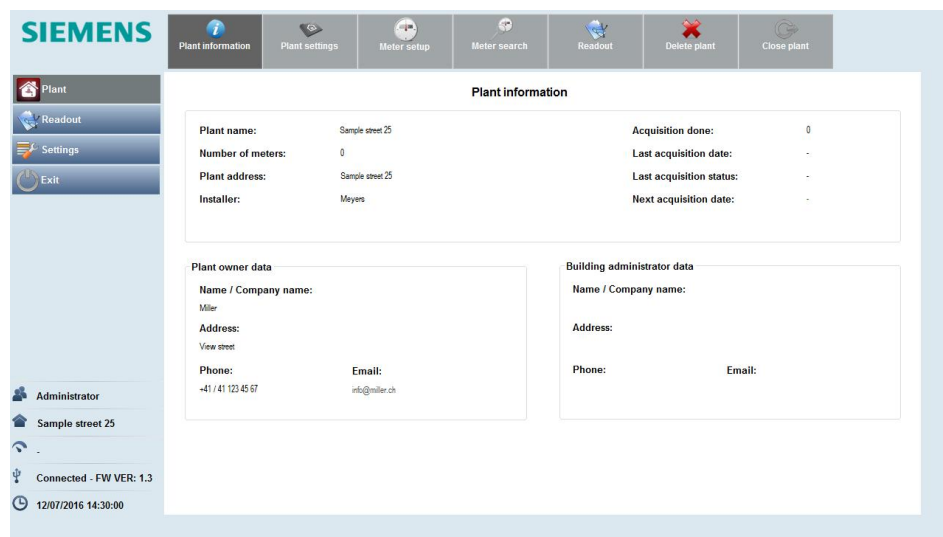 SIEMENS
Plant information
Plant settings
Meter setup
Meter search
Readout
Delete plant
Close plant
Plant
Readout
Settings
Exit
Plant information
Plant name: Sample street 25 Acquisition done: 0
Number of meters: 0 Last acquisition date: -
Plant address: Sample street 25 Last acquisition status: -
Installer: Meyers Next acquisition date: -
Plant owner data
Name / Company name:
Miller
Address:
View street
Phone: Email:
+41 / 41 123 45 67 info@miller.ch
Building administrator data
Name / Company name:
Address:
Phone: Email:
Administrator
Sample street 25
-
Connected - FW VER: 1.3
12/07/2016 14:30:00